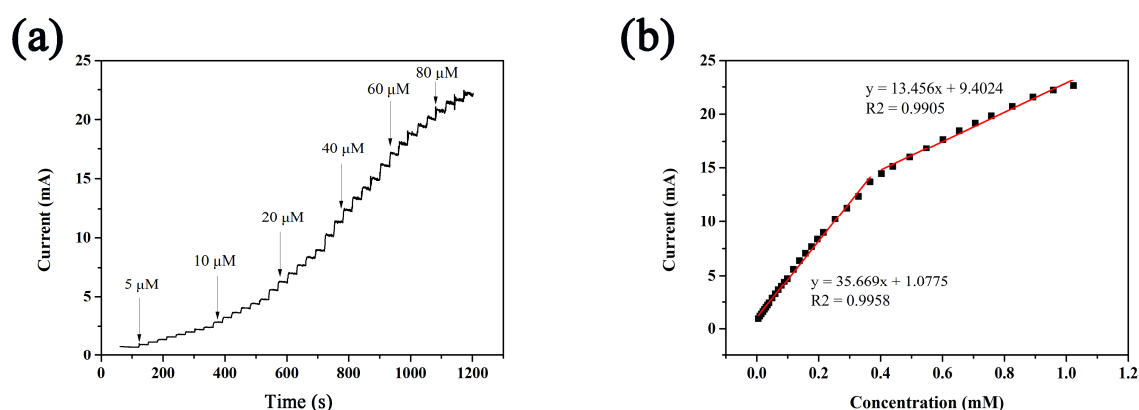 (a)
25
20
15
10
5
0
Current (mA)
0
200
400
600
800
1000
1200
Time (s)
5 μM
10 μM
20 μM
40 μM
60 μM
80 μM
(b)
25
20
15
10
5
0
Current (mA)
0.0
0.2
0.4
0.6
0.8
1.0
1.2
Concentration (mM)
y = 13.456x + 9.4024
R2 = 0.9905
y = 35.669x + 1.0775
R2 = 0.9958